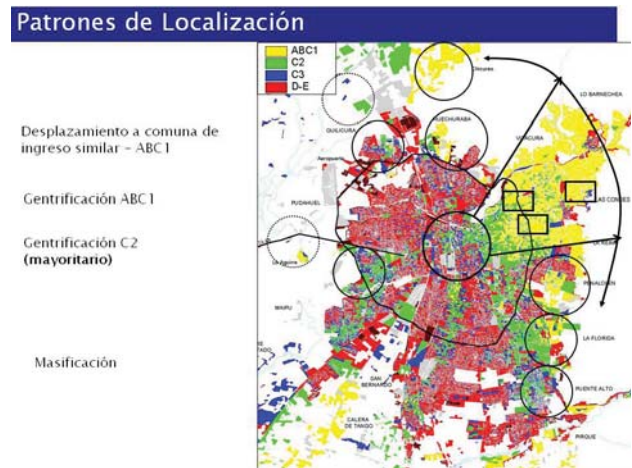 Patrones de Localización
ABC1
C2
C3
D-E
Desplazamiento a comuna de
ingreso similar – ABC1
Gentrificación ABC1
Gentrificación C2
(mayoritario)
Masificación
LO BARNECHEA
QUILICURA
HUECHURABA
VITACURA
Aeropuerto
PUDAHUEL
LAS CONDES
LA REINA
PEÑALOLEN
MAIPU
LA FLORIDA
SAN
BERNARDO
PUENTE ALTO
CALERA
DE TANGO
PIRQUE